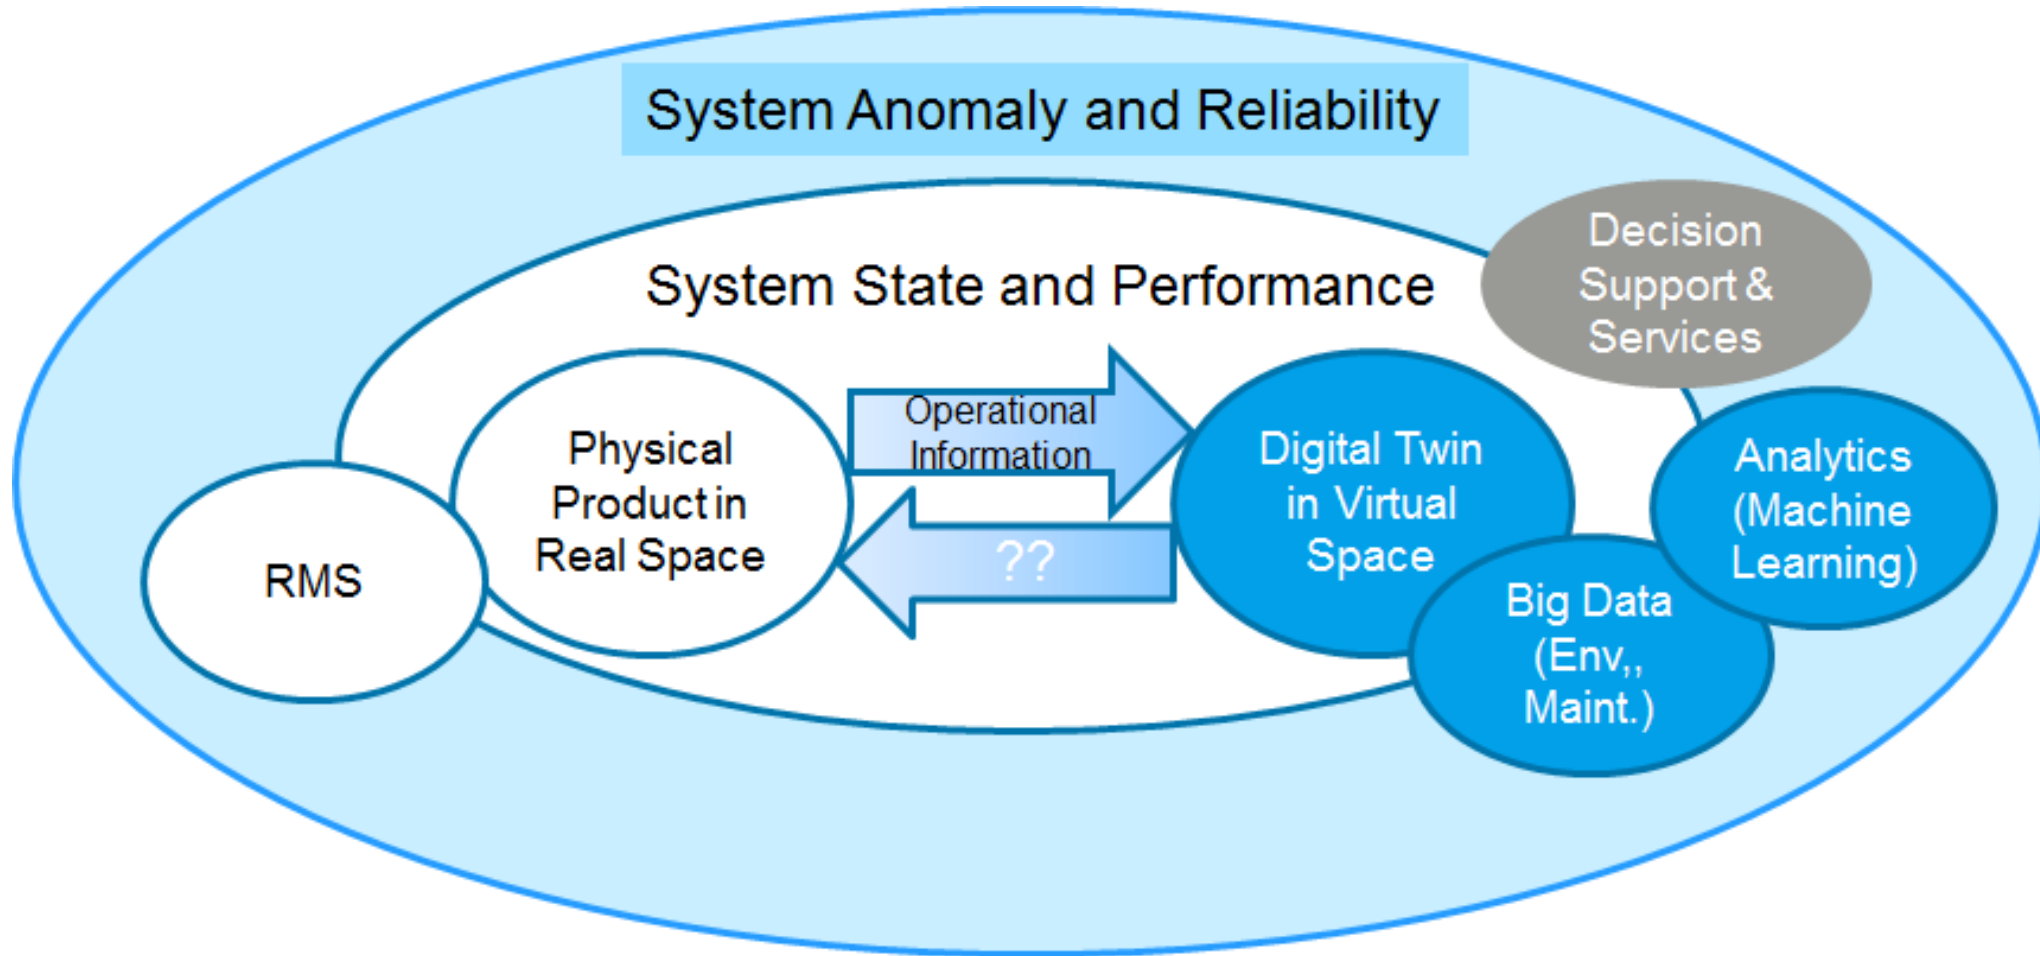 System Anomaly and Reliability
System State and Performance
Decision
Support &
Services
Physical
Product in
Real Space
Operational
Information
??
Digital Twin
in Virtual
Space
Analytics
(Machine
Learning)
RMS
Big Data
(Env,,
Maint.)